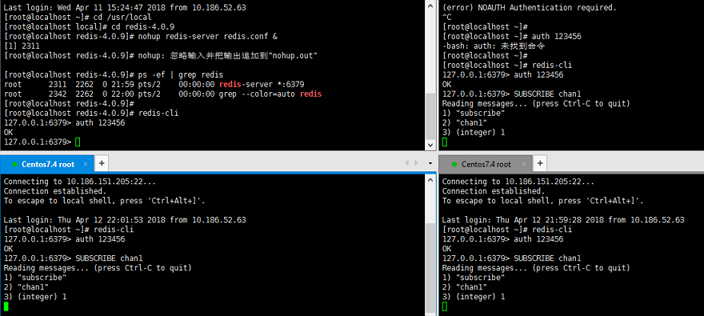 Last login: Wed Apr 11 15:24:47 2018 from 10.186.52.63
[root@localhost ~]# cd /usr/local
[root@localhost local]# cd redis-4.0.9
[root@localhost redis-4.0.9]# nohup redis-server redis.conf &
[1] 2311
[root@localhost redis-4.0.9]# nohup: 忽略输入并把输出追加到"nohup.out"
[root@localhost redis-4.0.9]# ps -ef | grep redis
root 2311 2262 0 21:59 pts/2 00:00:00 redis-server *:6379
root 2342 2262 0 22:00 pts/2 00:00:00 grep --color=auto redis
[root@localhost redis-4.0.9]#
[root@localhost redis-4.0.9]# redis-cli
127.0.0.1:6379> auth 123456
OK
127.0.0.1:6379>
(error) NOAUTH Authentication required.
^C
[root@localhost ~]#
[root@localhost ~]# auth 123456
-bash: auth: 未找到命令
[root@localhost ~]#
[root@localhost ~]# redis-cli
127.0.0.1:6379> auth 123456
OK
127.0.0.1:6379> SUBSCRIBE chan1
Reading messages... (press Ctrl-C to quit)
1) "subscribe"
2) "chan1"
3) (integer) 1
Centos7.4 root × +
Connecting to 10.186.151.205:22...
Connection established.
To escape to local shell, press 'Ctrl+Alt+]'.
Last login: Thu Apr 12 22:01:53 2018 from 10.186.52.63
[root@localhost ~]# redis-cli
127.0.0.1:6379> auth 123456
OK
127.0.0.1:6379> SUBSCRIBE chan1
Reading messages... (press Ctrl-C to quit)
1) "subscribe"
2) "chan1"
3) (integer) 1
Centos7.4 root × +
Connecting to 10.186.151.205:22...
Connection established.
To escape to local shell, press 'Ctrl+Alt+]'.
Last login: Thu Apr 12 21:59:28 2018 from 10.186.52.63
[root@localhost ~]# redis-cli
127.0.0.1:6379> auth 123456
OK
127.0.0.1:6379> SUBSCRIBE chan1
Reading messages... (press Ctrl-C to quit)
1) "subscribe"
2) "chan1"
3) (integer) 1